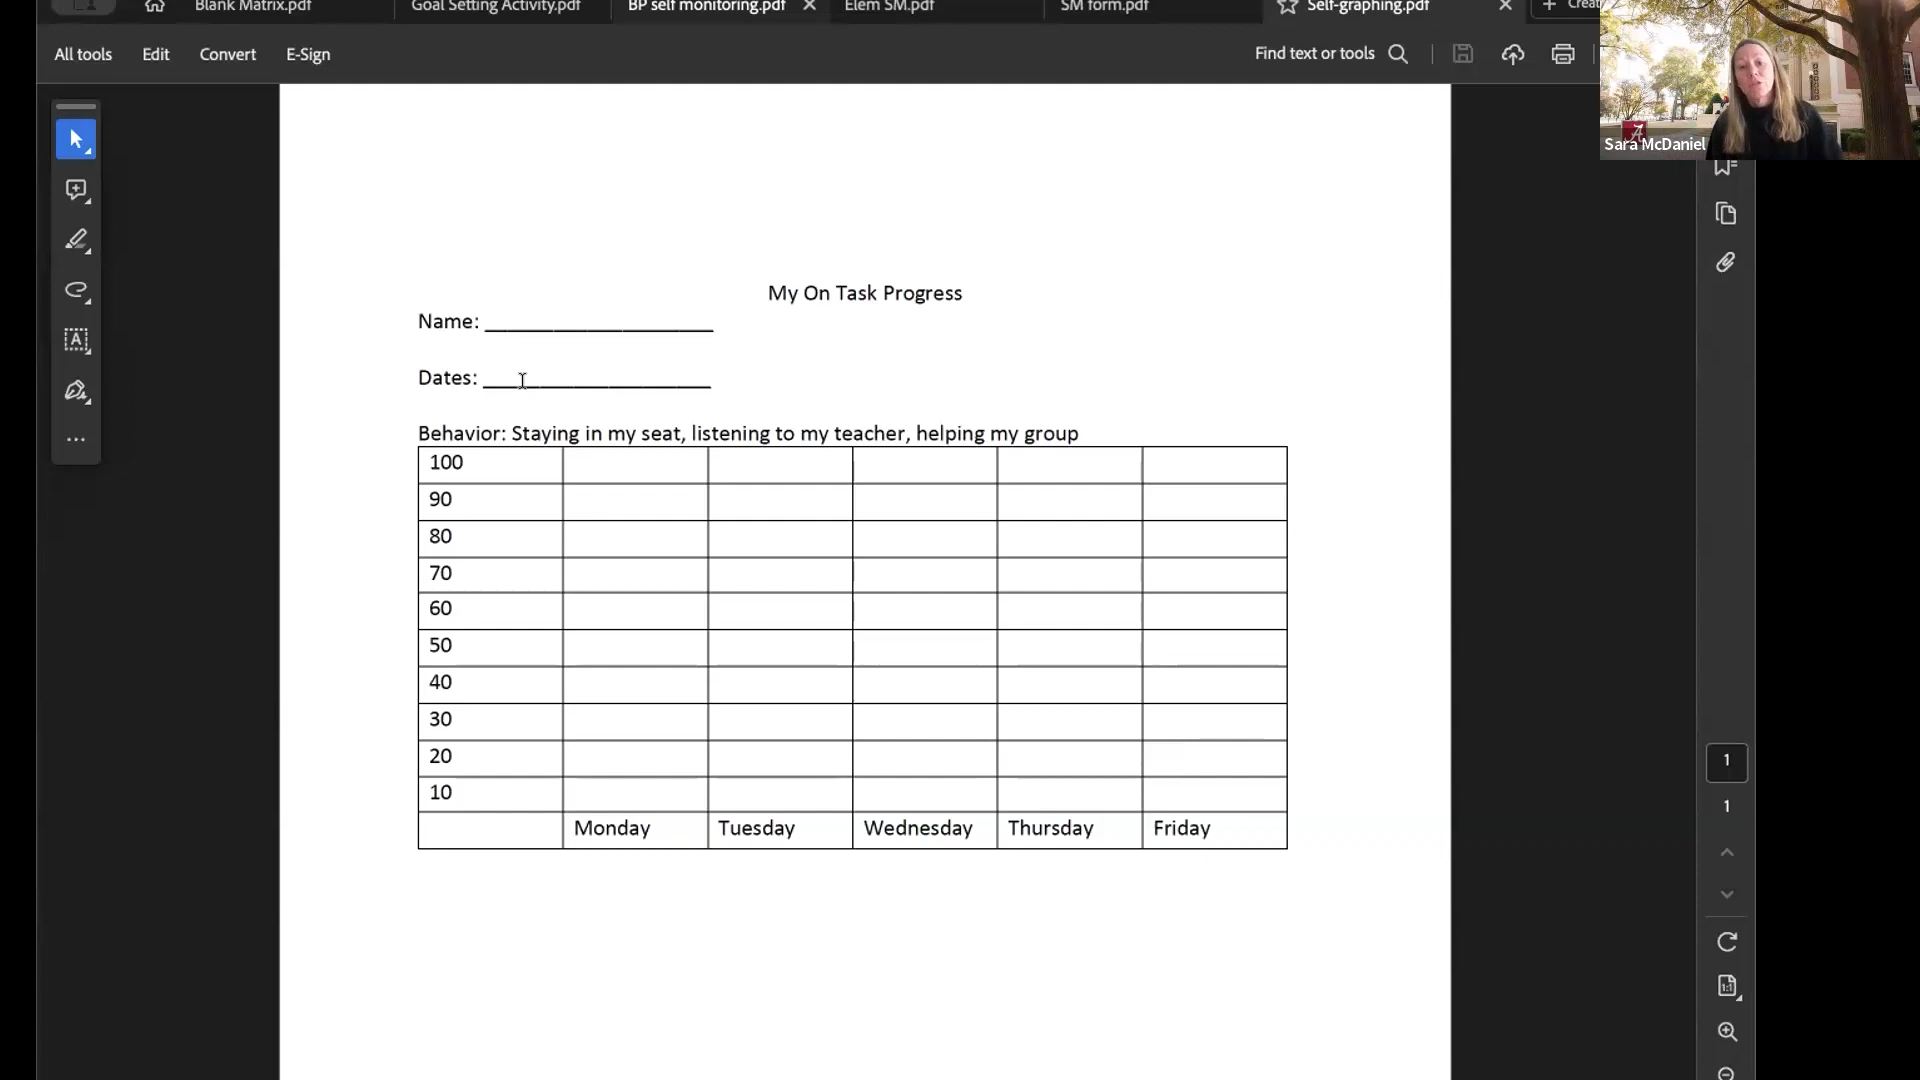 Blank Matrix.pdf
Goal Setting Activity.pdf
BP self monitoring.pdf
Elem SM.pdf
SM form.pdf
Self-graphing.pdf
All tools
Edit
Convert
E-Sign
Find text or tools
A
Sara McDaniel
My On Task Progress
Name: ____________________
Dates: ____________________
Behavior: Staying in my seat, listening to my teacher, helping my group
100
90
80
70
60
50
40
30
20
10
Monday Tuesday Wednesday Thursday Friday
1
1